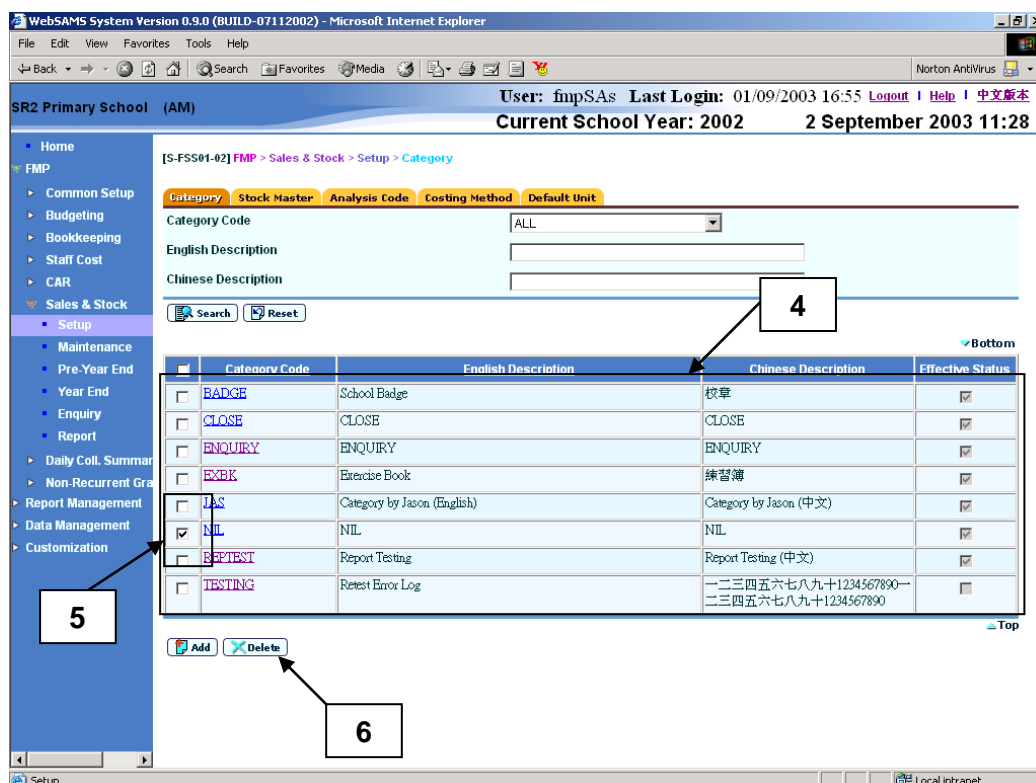 WebSAMS System Version 0.9.0 (BUILD-07112002) - Microsoft Internet Explorer
File Edit View Favorites Tools Help
Back Search Favorites Media Norton AntiVirus
SR2 Primary School (AM)
User: fmpSAs Last Login: 01/09/2003 16:55 Logout | Help | 中文版本
Current School Year: 2002 2 September 2003 11:28
Home
FMP
Common Setup
Budgeting
Bookkeeping
Staff Cost
CAR
Sales & Stock
Setup
Maintenance
Pre-Year End
Year End
Enquiry
Report
Daily Coll. Summar
Non-Recurrent Gra
Report Management
Data Management
Customization
[S-FSS01-02] FMP > Sales & Stock > Setup > Category
Category Stock Master Analysis Code Costing Method Default Unit
Category Code ALL
English Description
Chinese Description
Search Reset
4
Bottom
Category Code English Description Chinese Description Effective Status
BADGE School Badge 校章
CLOSE CLOSE CLOSE
ENQUIRY ENQUIRY ENQUIRY
EXBK Exercise Book 練習簿
JAS Category by Jason (English) Category by Jason (中文)
NIL NIL NIL
REPTEST Report Testing Report Testing (中文)
TESTING Retest Error Log 一二三四五六七八九十1234567890一
二三四五六七八九十1234567890
5
Top
Add Delete
6
Setup Local intranet